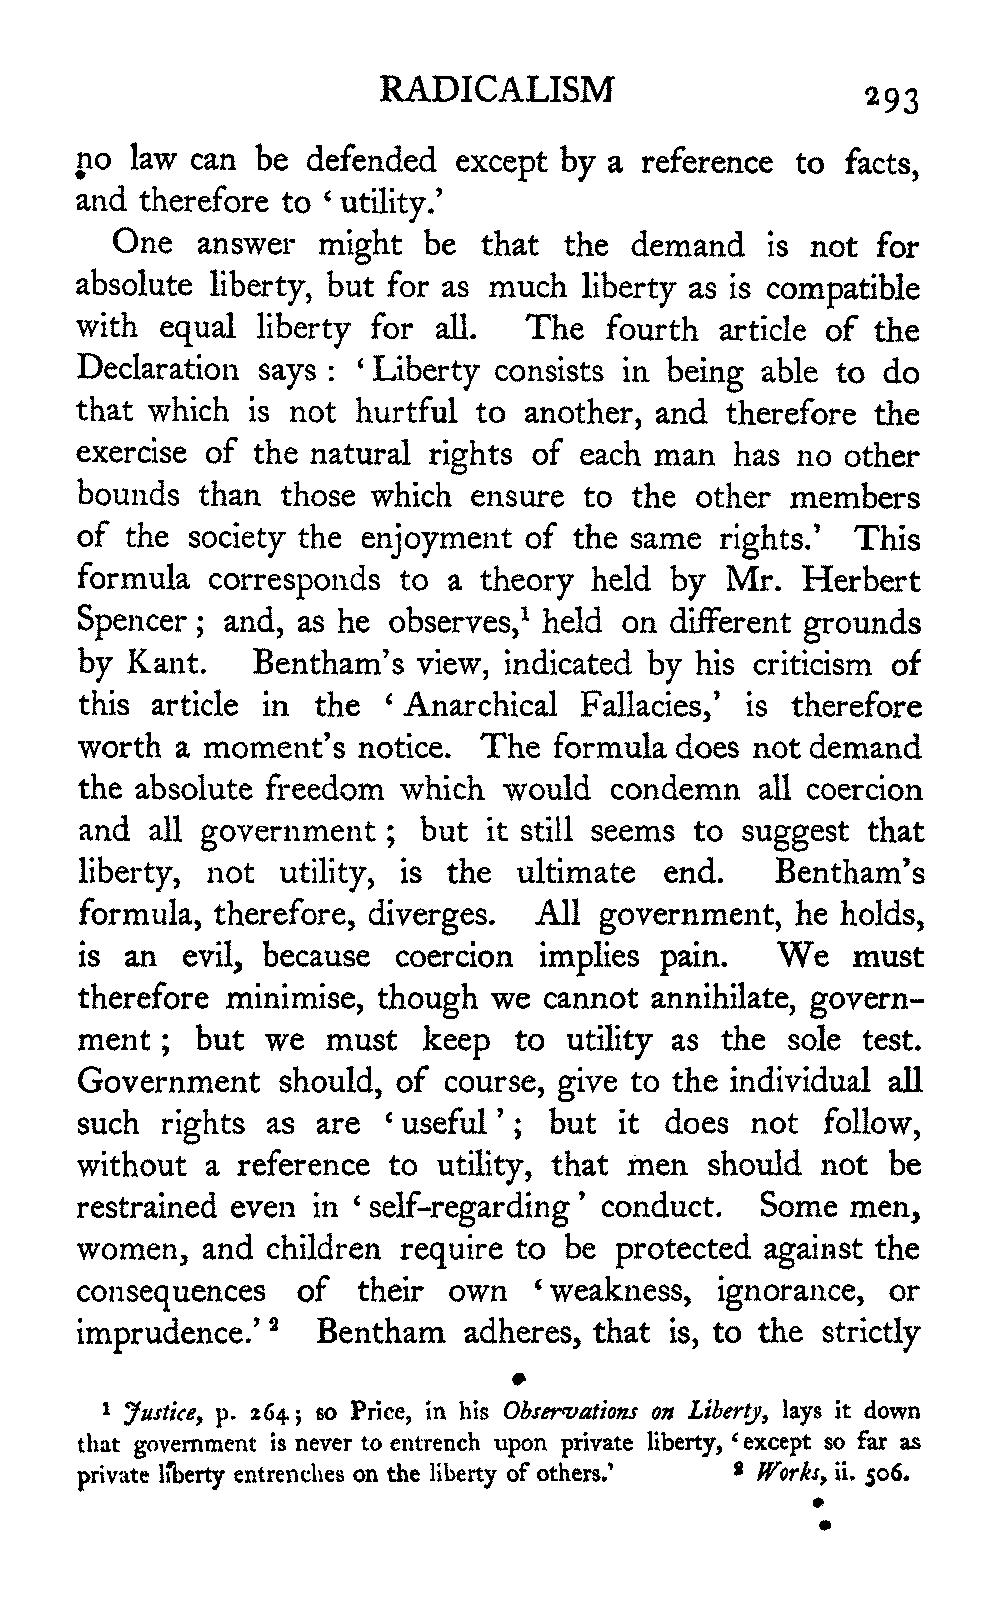 RADICALISM 293
no law can be defended except by a reference to facts,
and therefore to ‘ utility.’
One answer might be that the demand is not for
absolute liberty, but for as much liberty as is compatible
with equal liberty for all. The fourth article of the
Declaration says : ‘ Liberty consists in being able to do
that which is not hurtful to another, and therefore the
exercise of the natural rights of each man has no other
bounds than those which ensure to the other members
of the society the enjoyment of the same rights.’ This
formula corresponds to a theory held by Mr. Herbert
Spencer ; and, as he observes,¹ held on different grounds
by Kant. Bentham’s view, indicated by his criticism of
this article in the ‘ Anarchical Fallacies,’ is therefore
worth a moment’s notice. The formula does not demand
the absolute freedom which would condemn all coercion
and all government ; but it still seems to suggest that
liberty, not utility, is the ultimate end. Bentham’s
formula, therefore, diverges. All government, he holds,
is an evil, because coercion implies pain. We must
therefore minimise, though we cannot annihilate, govern-
ment ; but we must keep to utility as the sole test.
Government should, of course, give to the individual all
such rights as are ‘ useful ’ ; but it does not follow,
without a reference to utility, that men should not be
restrained even in ‘ self-regarding ’ conduct. Some men,
women, and children require to be protected against the
consequences of their own ‘ weakness, ignorance, or
imprudence.’ ² Bentham adheres, that is, to the strictly
¹ Justice, p. 264 ; so Price, in his Observations on Liberty, lays it down
that government is never to entrench upon private liberty, ‘ except so far as
private liberty entrenches on the liberty of others.’ ² Works, ii. 506.